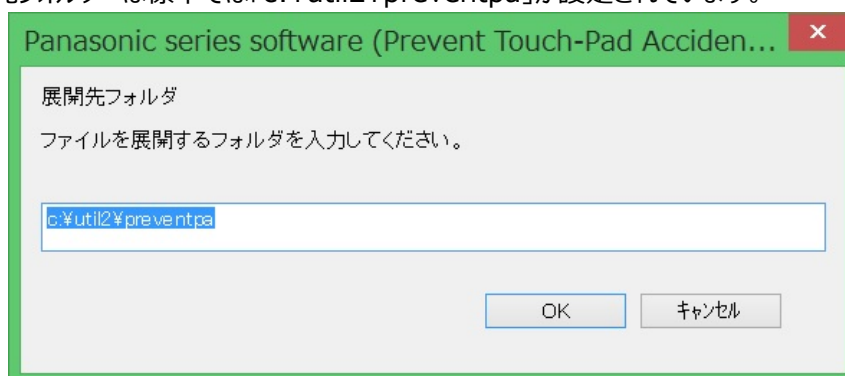 フォルダーは標準では「c:¥util2¥preventpa」が設定されています。
Panasonic series software (Prevent Touch-Pad Acciden...
展開先フォルダ
ファイルを展開するフォルダを入力してください。
c:¥util2¥preventpa
OK
キャンセル